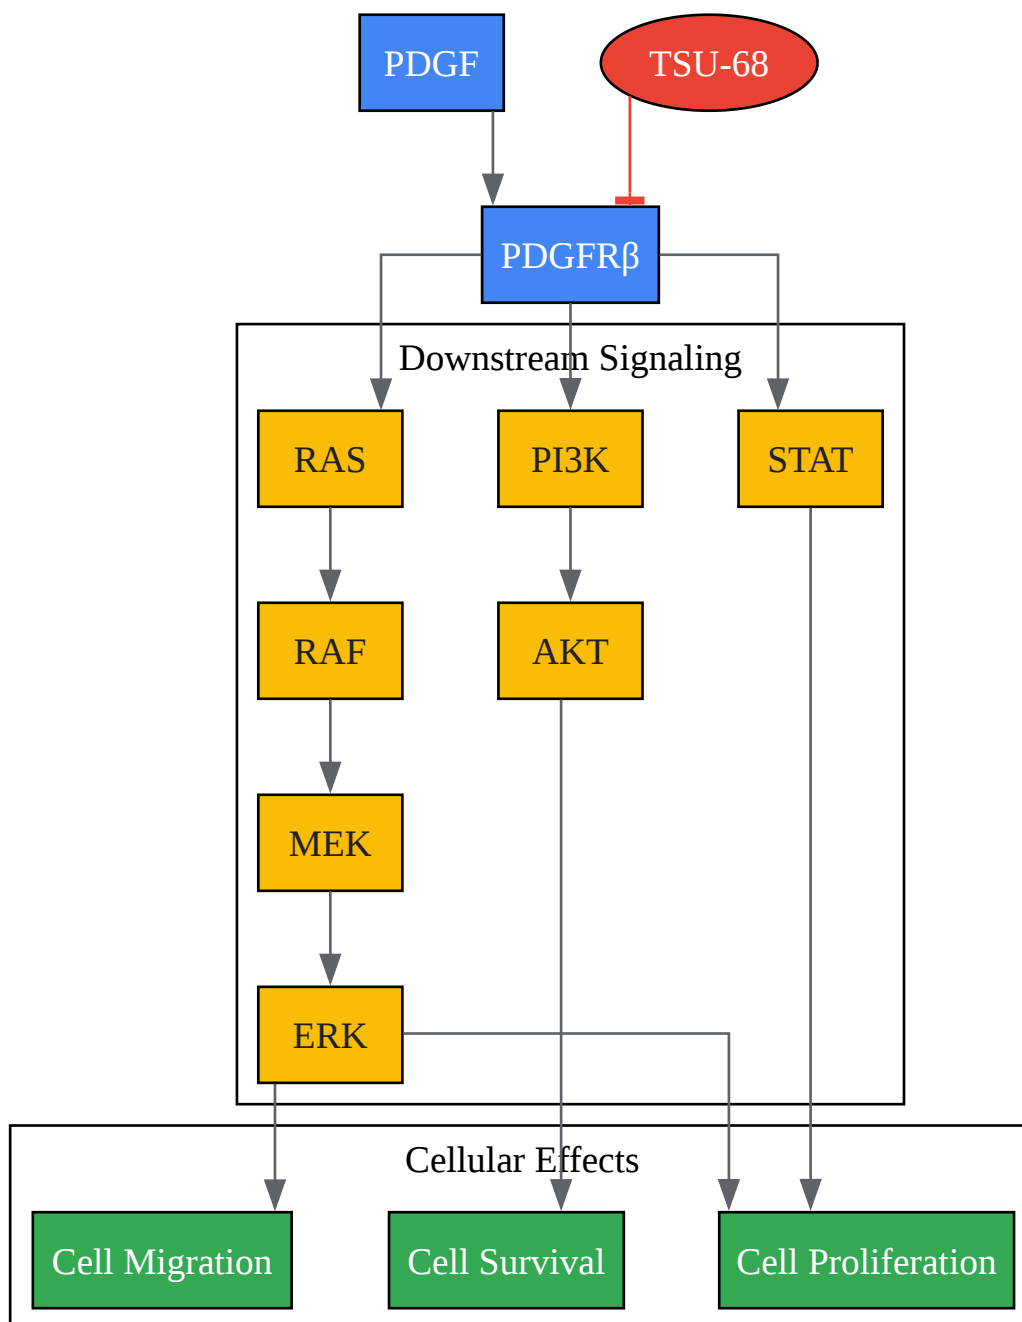 PDGF
TSU-68
PDGFRβ
Downstream Signaling
RAS
PI3K
STAT
RAF
AKT
MEK
ERK
Cellular Effects
Cell Migration
Cell Survival
Cell Proliferation